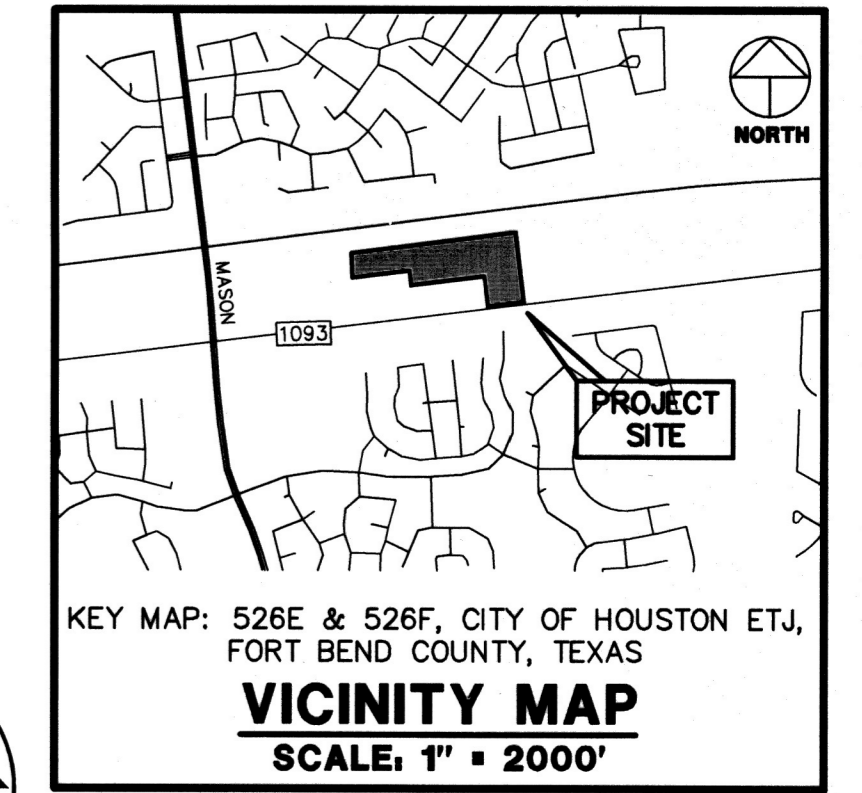 NORTH
MASON
1093
PROJECT
SITE
KEY MAP: 526E & 526F, CITY OF HOUSTON ETJ,
FORT BEND COUNTY, TEXAS
VICINITY MAP
SCALE: 1" = 2000'